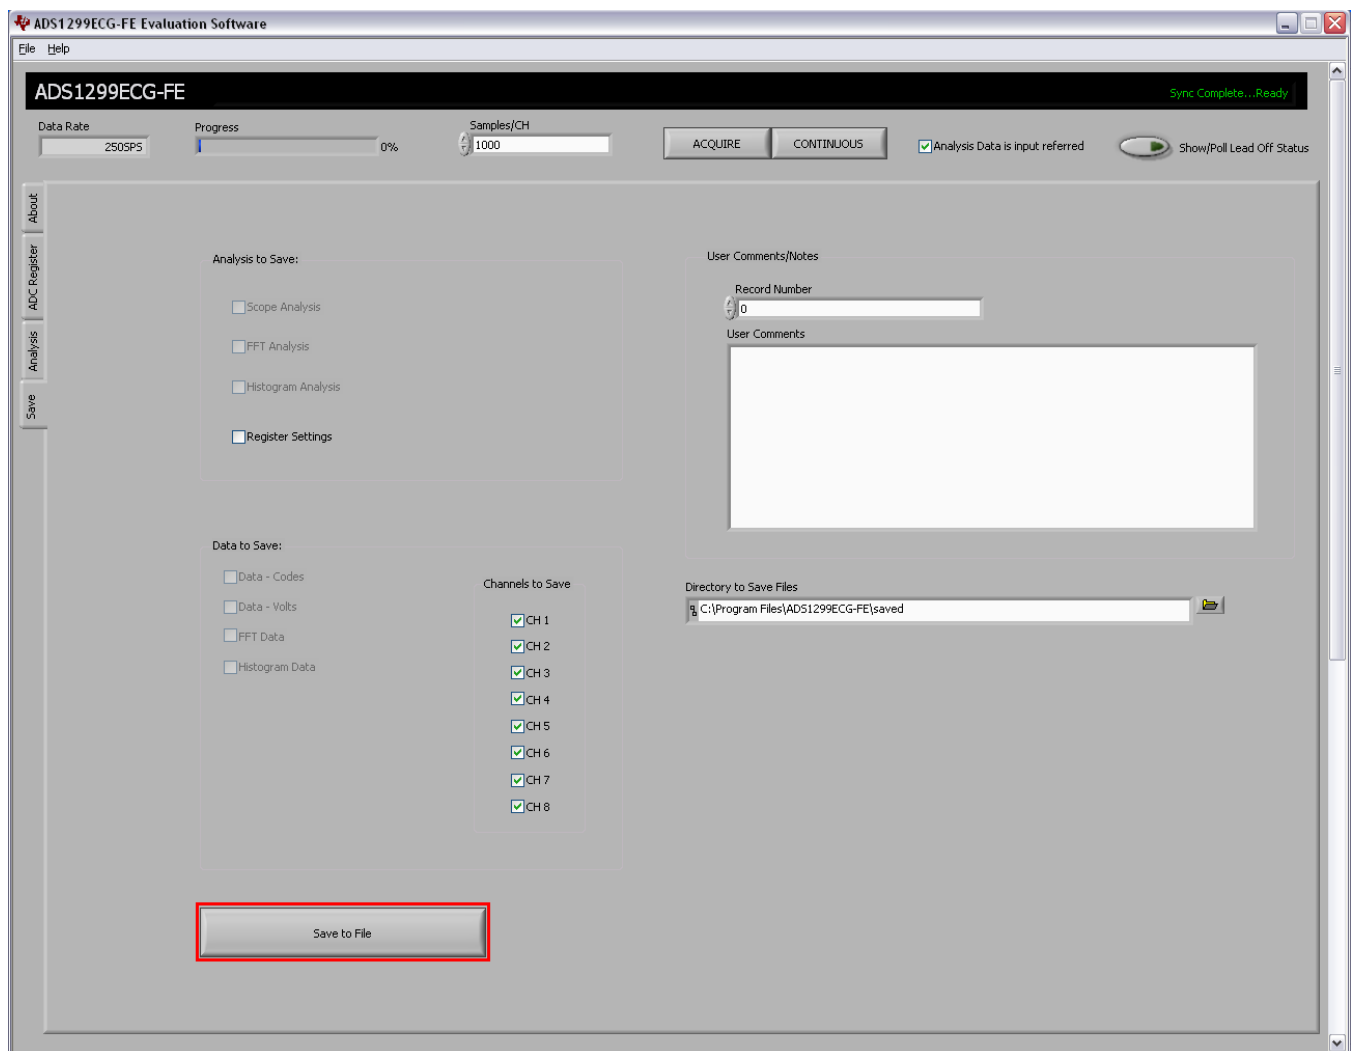 ADS1299ECG-FE Evaluation Software
File Help
ADS1299ECG-FE
Sync Complete...Ready
Data Rate
250SPS
Progress
0%
Samples/CH
1000
ACQUIRE
CONTINUOUS
Analysis Data is input referred
Show/Poll Lead Off Status
About
ADC Register
Analysis
Save
Analysis to Save:
Scope Analysis
FFT Analysis
Histogram Analysis
Register Settings
User Comments/Notes
Record Number
0
User Comments
Data to Save:
Data - Codes
Data - Volts
FFT Data
Histogram Data
Channels to Save
CH 1
CH 2
CH 3
CH 4
CH 5
CH 6
CH 7
CH 8
Directory to Save Files
C:\Program Files\ADS1299ECG-FE\saved
Save to File